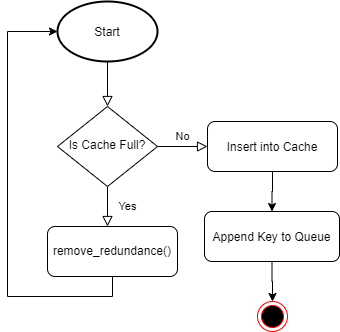 Start
Is Cache Full?
No
Insert into Cache
Yes
remove_redundance()
Append Key to Queue